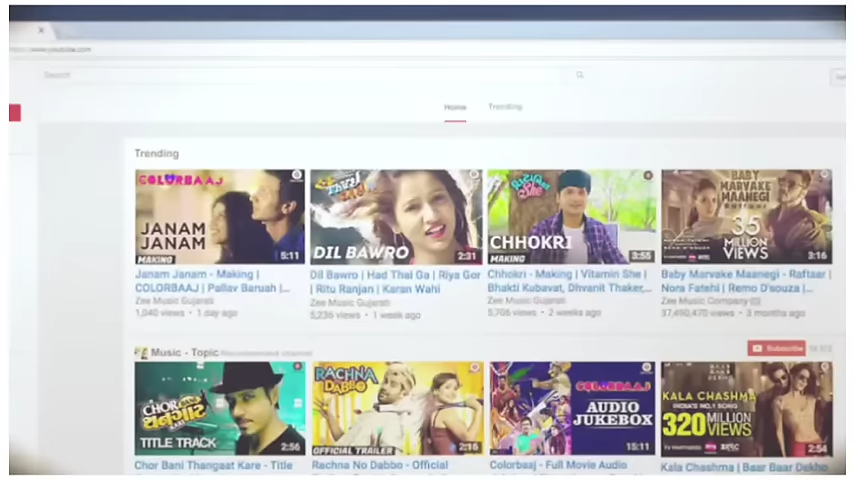 www.youtube.com
Search
Home
Trending
Trending
COLORBAAJ
JANAM
JANAM
MAKING
5:11
DIL BAWRO
2:31
CHHOKRI
MAKING
3:55
BABY
MARVAKE
MAANEGI
35
MILLION
VIEWS
3:16
Janam Janam - Making |
COLORBAAJ | Pallav Baruah |...
Zee Music Gujarati
1,040 views • 1 day ago
Dil Bawro | Had Thai Ga | Riya Gor
| Ritu Ranjan | Karan Wahi
Zee Music Gujarati
5,236 views • 1 week ago
Chhokri - Making | Vitamin She |
Bhakti Kubavat, Dhvanit Thaker,...
Zee Music Gujarati
5,706 views • 2 weeks ago
Baby Marvake Maanegi - Raftaar |
Nora Fatehi | Remo D'souza |...
Zee Music Company
37,490,470 views • 3 months ago
Music - Topic Recommended channel
Subscribe
CHOR
TITLE TRACK
2:56
RACHNA
DABBO
OFFICIAL TRAILER
2:16
COLORBAAJ
AUDIO
JUKEBOX
15:11
KALA CHASHMA
INDIA'S NO.1 SONG
320 MILLION
VIEWS
2:54
Chor Bani Thangaat Kare - Title
Rachna No Dabbo - Official
Colorbaaj - Full Movie Audio
Kala Chashma | Baar Baar Dekho